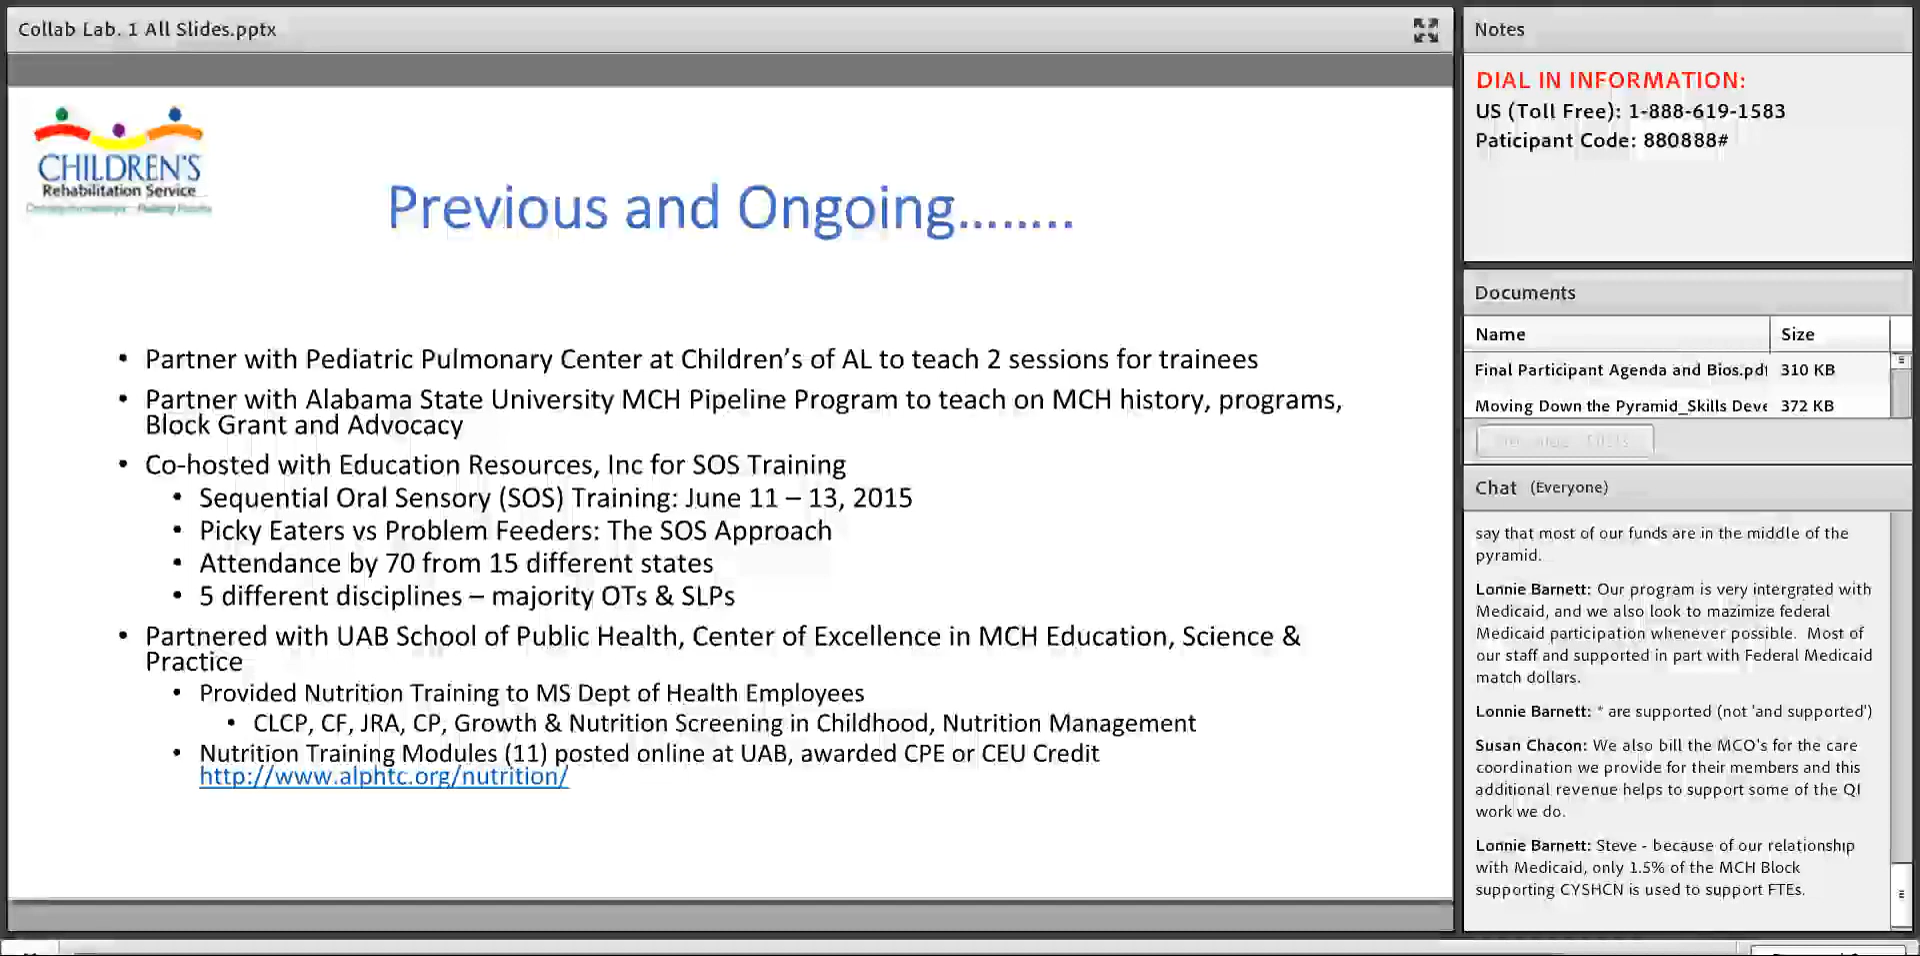 Collab Lab. 1 All Slides.pptx
CHILDREN'S
Rehabilitation Service
Previous and Ongoing........
• Partner with Pediatric Pulmonary Center at Children's of AL to teach 2 sessions for trainees
• Partner with Alabama State University MCH Pipeline Program to teach on MCH history, programs,
Block Grant and Advocacy
• Co-hosted with Education Resources, Inc for SOS Training
• Sequential Oral Sensory (SOS) Training: June 11 – 13, 2015
• Picky Eaters vs Problem Feeders: The SOS Approach
• Attendance by 70 from 15 different states
• 5 different disciplines – majority OTs & SLPs
• Partnered with UAB School of Public Health, Center of Excellence in MCH Education, Science &
Practice
• Provided Nutrition Training to MS Dept of Health Employees
• CLCP, CF, JRA, CP, Growth & Nutrition Screening in Childhood, Nutrition Management
• Nutrition Training Modules (11) posted online at UAB, awarded CPE or CEU Credit
http://www.alphtc.org/nutrition/
Notes
DIAL IN INFORMATION:
US (Toll Free): 1-888-619-1583
Paticipant Code: 880888#
Documents
Name Size
Final Participant Agenda and Bios.pdf 310 KB
Moving Down the Pyramid_Skills Deve 372 KB
Chat (Everyone)
say that most of our funds are in the middle of the
pyramid.
Lonnie Barnett: Our program is very intergrated with
Medicaid, and we also look to mazimize federal
Medicaid participation whenever possible. Most of
our staff and supported in part with Federal Medicaid
match dollars.
Lonnie Barnett: * are supported (not 'and supported')
Susan Chacon: We also bill the MCO's for the care
coordination we provide for their members and this
additional revenue helps to support some of the QI
work we do.
Lonnie Barnett: Steve - because of our relationship
with Medicaid, only 1.5% of the MCH Block
supporting CYSHCN is used to support FTEs.